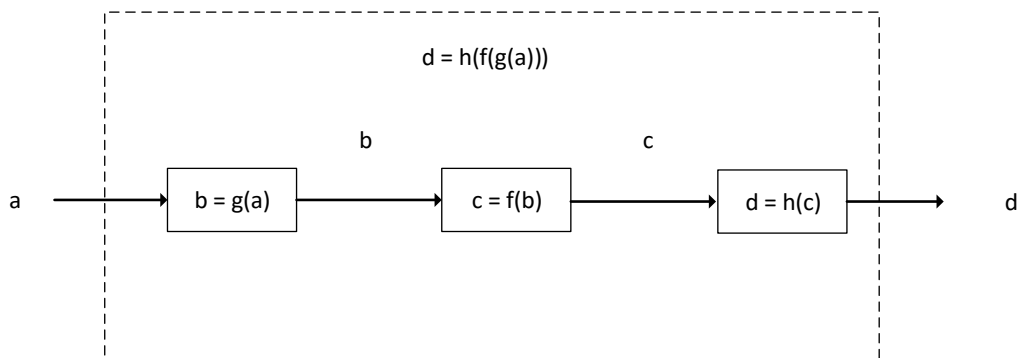 d = h(f(g(a)))
b
c
a
b = g(a)
c = f(b)
d = h(c)
d